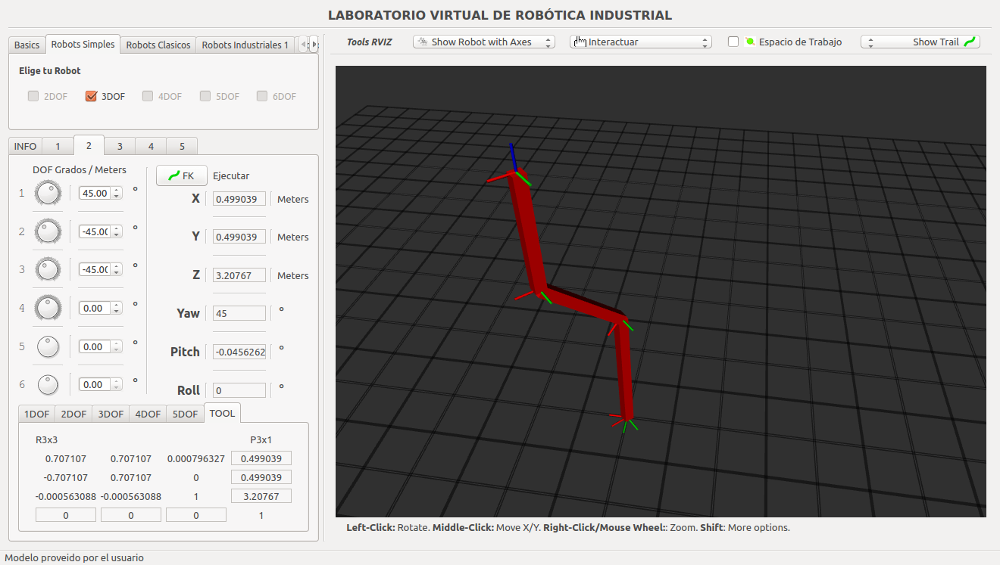 LABORATORIO VIRTUAL DE ROBÓTICA INDUSTRIAL
Basics Robots Simples Robots Clasicos Robots Industriales 1
Tools RVIZ Show Robot with Axes Interactuar Espacio de Trabajo Show Trail
Elige tu Robot
2DOF 3DOF 4DOF 5DOF 6DOF
INFO 1 2 3 4 5
DOF Grados / Meters
FK Ejecutar
1 45.00 °
X 0.499039 Meters
2 -45.00 °
Y 0.499039 Meters
3 -45.00 °
Z 3.20767 Meters
4 0.00 °
Yaw 45 °
5 0.00 °
Pitch -0.0456262 °
6 0.00 °
Roll 0 °
1DOF 2DOF 3DOF 4DOF 5DOF TOOL
R3x3 P3x1
0.707107 0.707107 0.000796327 0.499039
-0.707107 0.707107 0 0.499039
-0.000563088 -0.000563088 1 3.20767
0 0 0 1
Left-Click: Rotate. Middle-Click: Move X/Y. Right-Click/Mouse Wheel:: Zoom. Shift: More options.
Modelo proveido por el usuario